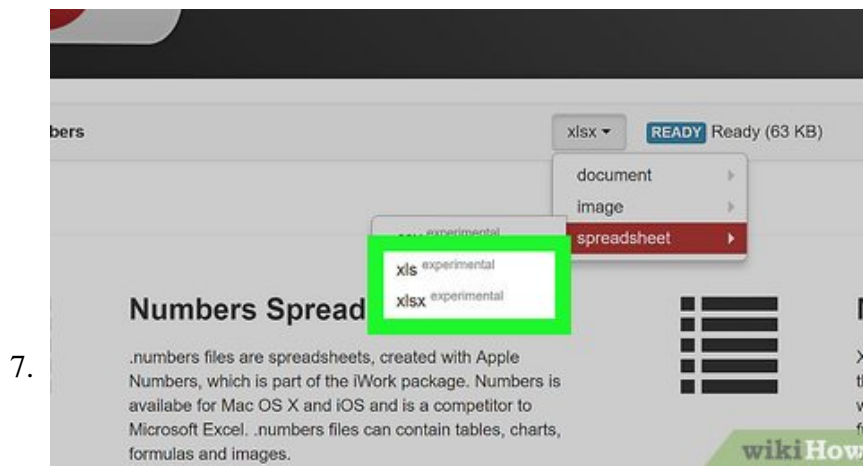 bers
xlsx
READY Ready (63 KB)
document
image
spreadsheet
experimental
xls experimental
xlsx experimental
Numbers Spread
7.
.numbers files are spreadsheets, created with Apple
Numbers, which is part of the iWork package. Numbers is
availabe for Mac OS X and iOS and is a competitor to
Microsoft Excel. .numbers files can contain tables, charts,
formulas and images.
wikiHow